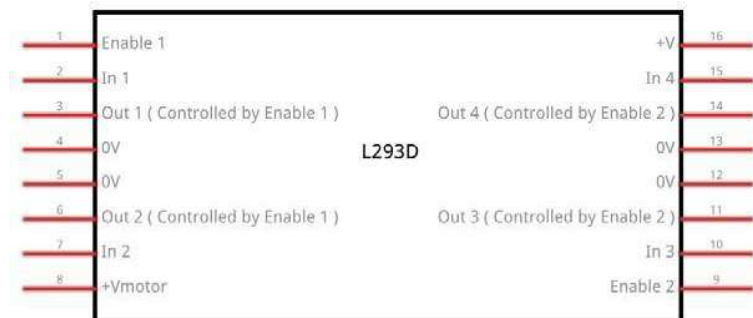 1 Enable 1 +V 16
2 In 1 In 4 15
3 Out 1 ( Controlled by Enable 1 ) Out 4 ( Controlled by Enable 2 ) 14
4 0V 0V 13
L293D
5 0V 0V 12
6 Out 2 ( Controlled by Enable 1 ) Out 3 ( Controlled by Enable 2 ) 11
7 In 2 In 3 10
8 +Vmotor Enable 2 9